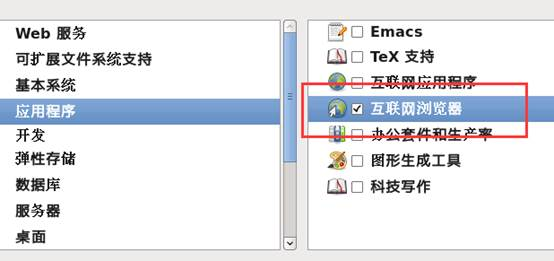 Web 服务
可扩展文件系统支持
基本系统
应用程序
开发
弹性存储
数据库
服务器
桌面
Emacs
TeX 支持
互联网应用程序
互联网浏览器
办公套件和生产率
图形生成工具
科技写作